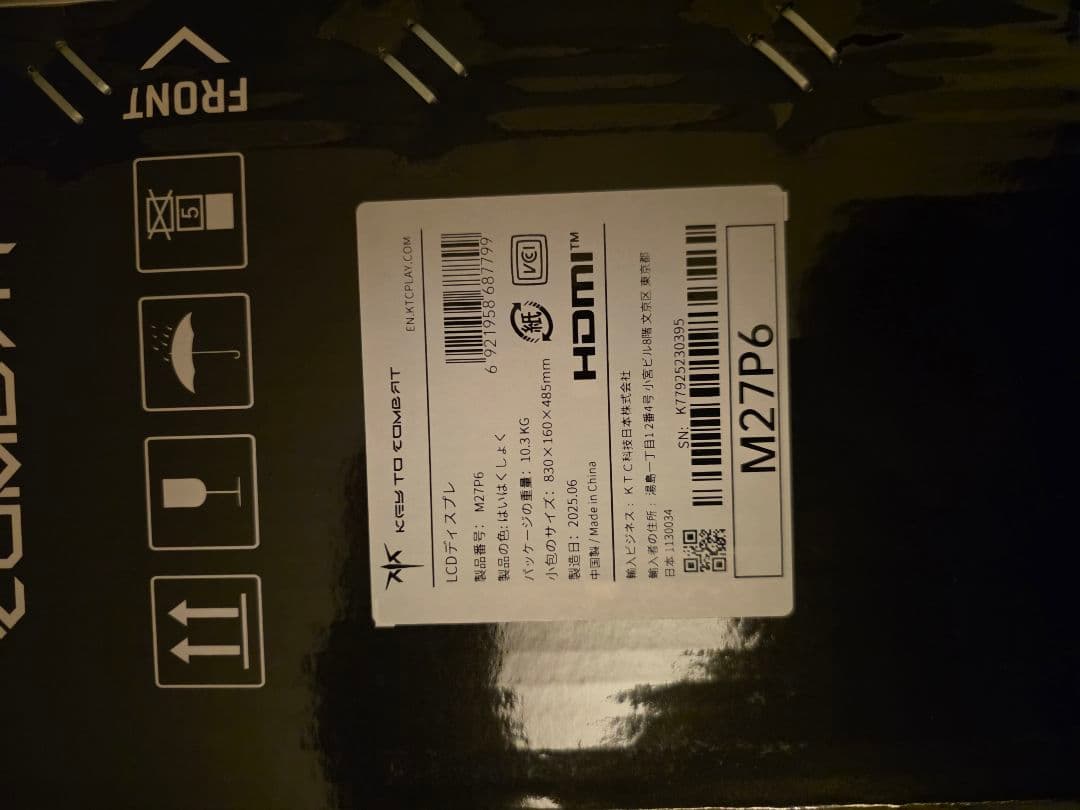 FRONT
5
KEY TO COMBAT
EN.KTCPLAY.COM
LCDディスプレ
製品番号： M27P6
製品の色: はいはくしょく
パッケージの重量： 10.3 KG
小包のサイズ： 830×160×485mm
製造日： 2025.06
中国製 / Made in China
6 921958 687799
紙
VCCI
HDMI™
輸入ビジネス： ＫＴＣ科技日本株式会社
輸入者の住所： 湯島一丁目1 2番4号 小宮ビル8階 文京区 東京都
日本 1130034
SN: K77925230395
M27P6